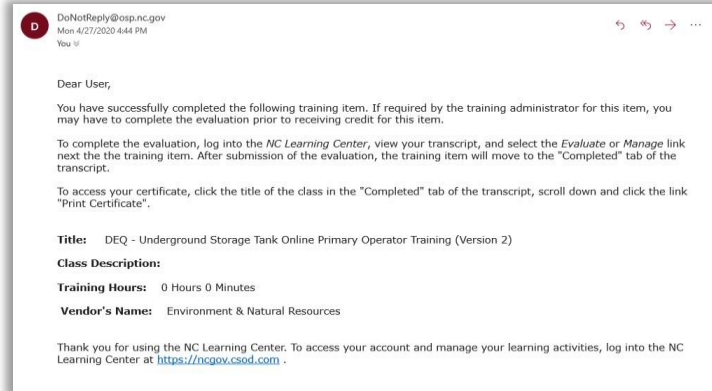 D
DoNotReply@osp.nc.gov
Mon 4/27/2020 4:44 PM
You
Dear User,
You have successfully completed the following training item. If required by the training administrator for this item, you
may have to complete the evaluation prior to receiving credit for this item.
To complete the evaluation, log into the NC Learning Center, view your transcript, and select the Evaluate or Manage link
next the the training item. After submission of the evaluation, the training item will move to the "Completed" tab of the
transcript.
To access your certificate, click the title of the class in the "Completed" tab of the transcript, scroll down and click the link
"Print Certificate".
Title: DEQ - Underground Storage Tank Online Primary Operator Training (Version 2)
Class Description:
Training Hours: 0 Hours 0 Minutes
Vendor's Name: Environment & Natural Resources
Thank you for using the NC Learning Center. To access your account and manage your learning activities, log into the NC
Learning Center at https://ncgov.csod.com .